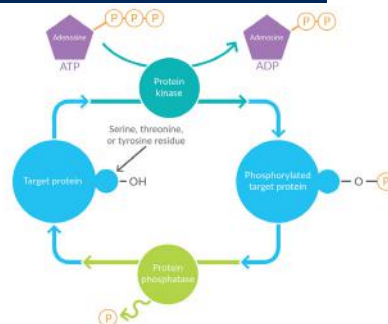 Adenosine P P P
ATP
Adenosine P P
ADP
Protein
kinase
Serine, threonine,
or tyrosine residue
Target protein
OH
Phosphorylated
target protein
O P
Protein
phosphatase
P